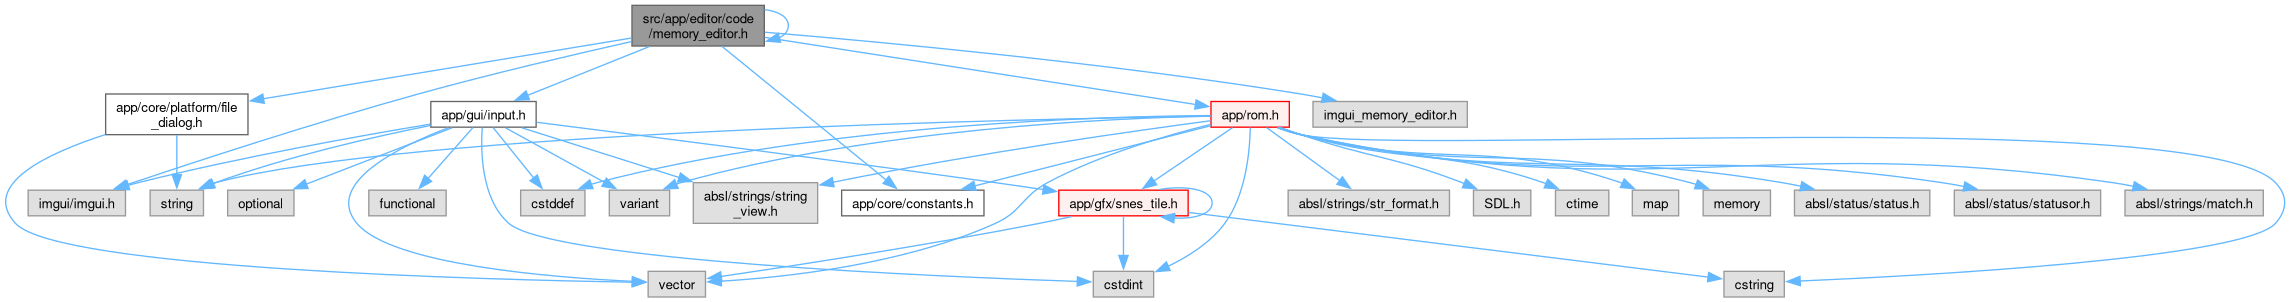 src/app/editor/code
/memory_editor.h
app/core/platform/file
_dialog.h
app/gui/input.h
app/rom.h
imgui_memory_editor.h
imgui/imgui.h
string
optional
functional
cstddef
variant
absl/strings/string
_view.h
app/core/constants.h
app/gfx/snes_tile.h
absl/strings/str_format.h
SDL.h
ctime
map
memory
absl/status/status.h
absl/status/statusor.h
absl/strings/match.h
vector
cstdint
cstring